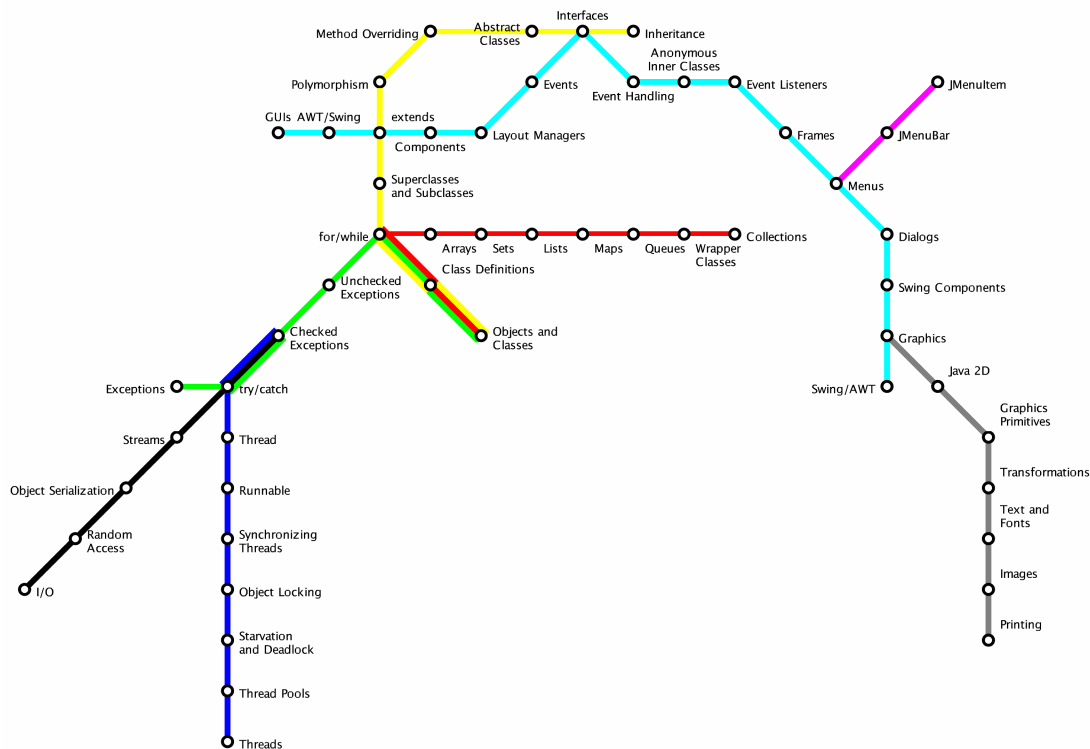 Interfaces
Abstract
Classes
Method Overriding
Inheritance
Anonymous
Inner Classes
Polymorphism
Events
Event Handling
Event Listeners
JMenuItem
GUIs
AWT/Swing
extends
Components
Layout Managers
Frames
JMenuBar
Superclasses
and Subclasses
Menus
for/while
Arrays
Sets
Lists
Maps
Queues
Wrapper
Classes
Collections
Dialogs
Class Definitions
Unchecked
Exceptions
Swing Components
Checked
Exceptions
Objects and
Classes
Graphics
Java 2D
Exceptions
try/catch
Swing/AWT
Graphics
Primitives
Streams
Thread
Transformations
Object Serialization
Runnable
Text and
Fonts
Random
Access
Synchronizing
Threads
Images
I/O
Object Locking
Printing
Starvation
and Deadlock
Thread Pools
Threads